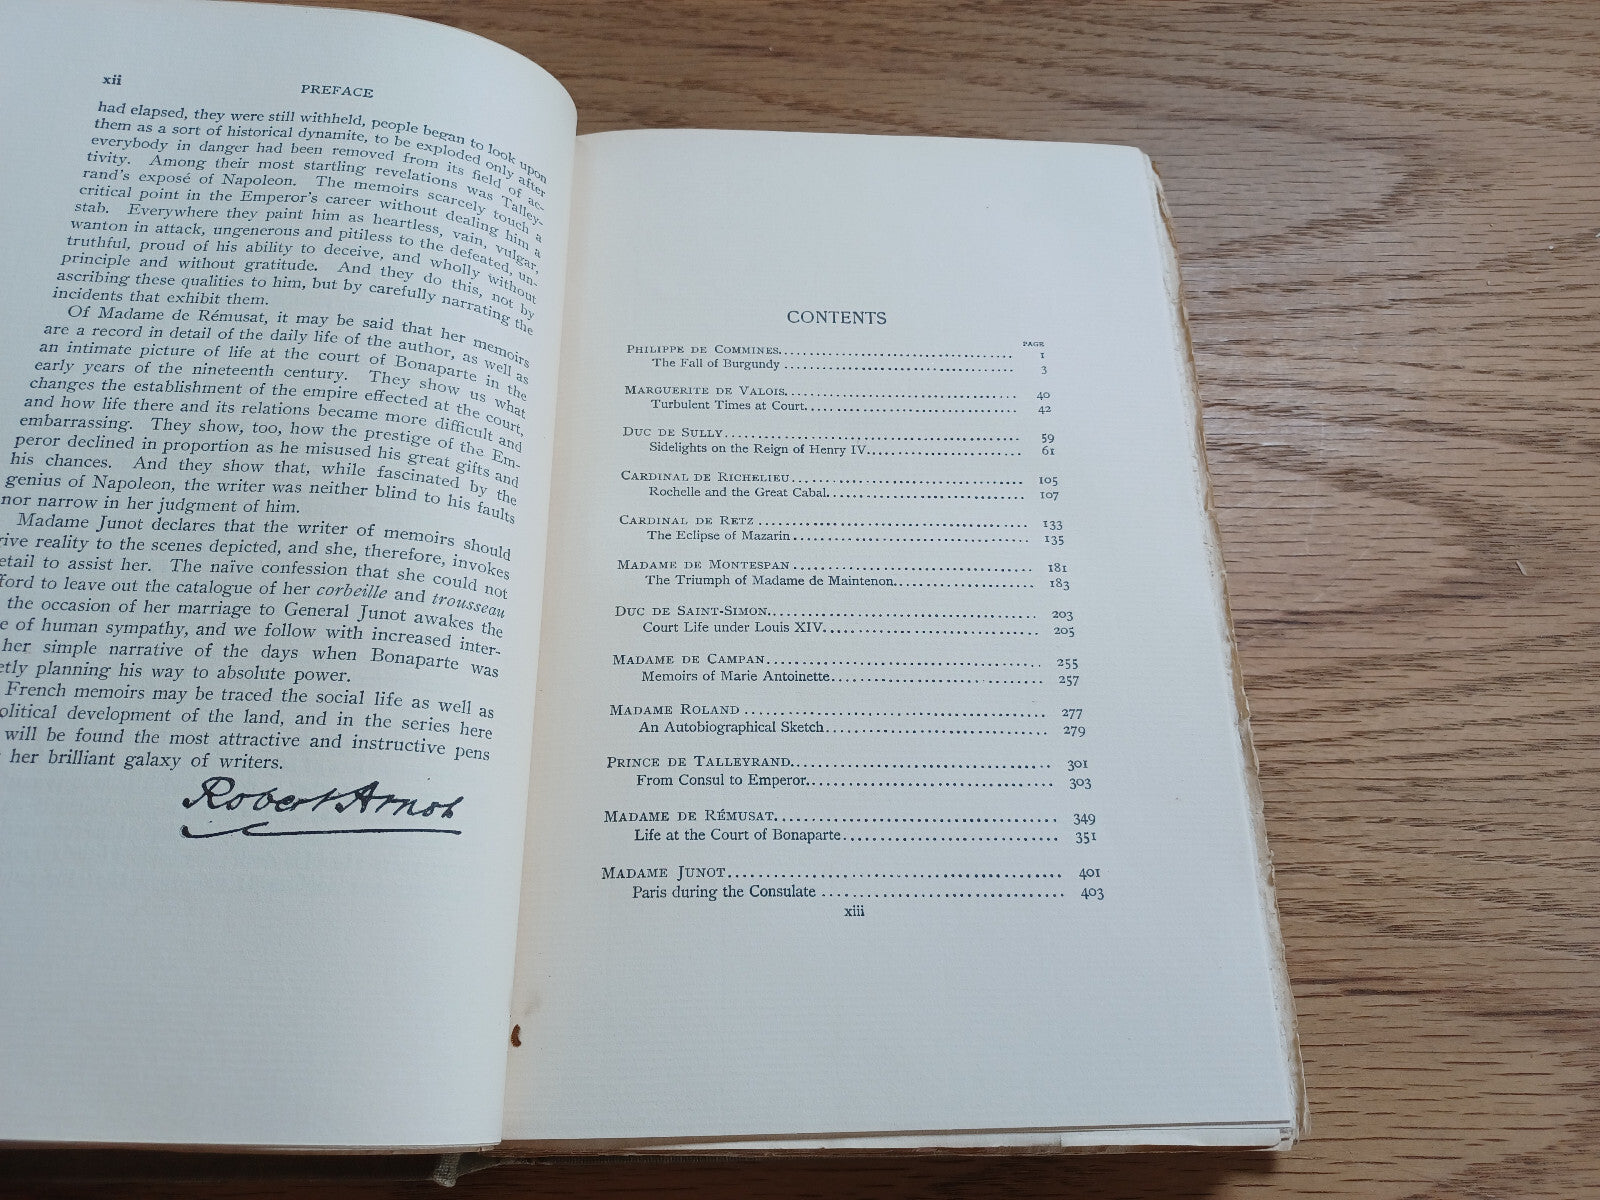 xii
PREFACE
had elapsed, they were still withheld, people began to look upon
them as a sort of historical dynamite, to be exploded only after
everybody in danger had been removed from its field of ac-
tivity. Among their most startling revelations was Talley-
rand's exposé of Napoleon. The memoirs scarcely touch a
critical point in the Emperor's career without dealing him a
stab. Everywhere they paint him as heartless, vain, vulgar,
wanton in attack, ungenerous and pitiless to the defeated, un-
truthful, proud of his ability to deceive, and wholly without
principle and without gratitude. And they do this, not by
ascribing these qualities to him, but by carefully narrating the
incidents that exhibit them.
Of Madame de Rémusat, it may be said that her memoirs
are a record in detail of the daily life of the author, as well as
an intimate picture of life at the court of Bonaparte in the
early years of the nineteenth century. They show us what
changes the establishment of the empire effected at the court,
and how life there and its relations became more difficult and
embarrassing. They show, too, how the prestige of the Em-
peror declined in proportion as he misused his great gifts and
his chances. And they show that, while fascinated by the
genius of Napoleon, the writer was neither blind to his faults
nor narrow in her judgment of him.
Madame Junot declares that the writer of memoirs should
ive reality to the scenes depicted, and she, therefore, invokes
etail to assist her. The naïve confession that she could not
ford to leave out the catalogue of her corbeille and trousseau
the occasion of her marriage to General Junot awakes the
e of human sympathy, and we follow with increased inter-
her simple narrative of the days when Bonaparte was
etly planning his way to absolute power.
French memoirs may be traced the social life as well as
olitical development of the land, and in the series here
will be found the most attractive and instructive pens
her brilliant galaxy of writers.
Robert Arnot
CONTENTS
PAGE
PHILIPPE DE COMMINES 1
The Fall of Burgundy 3
MARGUERITE DE VALOIS 40
Turbulent Times at Court 42
DUC DE SULLY 59
Sidelights on the Reign of Henry IV 61
CARDINAL DE RICHELIEU 105
Rochelle and the Great Cabal 107
CARDINAL DE RETZ 133
The Eclipse of Mazarin 135
MADAME DE MONTESPAN 181
The Triumph of Madame de Maintenon 183
DUC DE SAINT-SIMON 203
Court Life under Louis XIV 205
MADAME DE CAMPAN 255
Memoirs of Marie Antoinette 257
MADAME ROLAND 277
An Autobiographical Sketch 279
PRINCE DE TALLEYRAND 301
From Consul to Emperor 303
MADAME DE RÉMUSAT 349
Life at the Court of Bonaparte 351
MADAME JUNOT 401
Paris during the Consulate 403
xiii